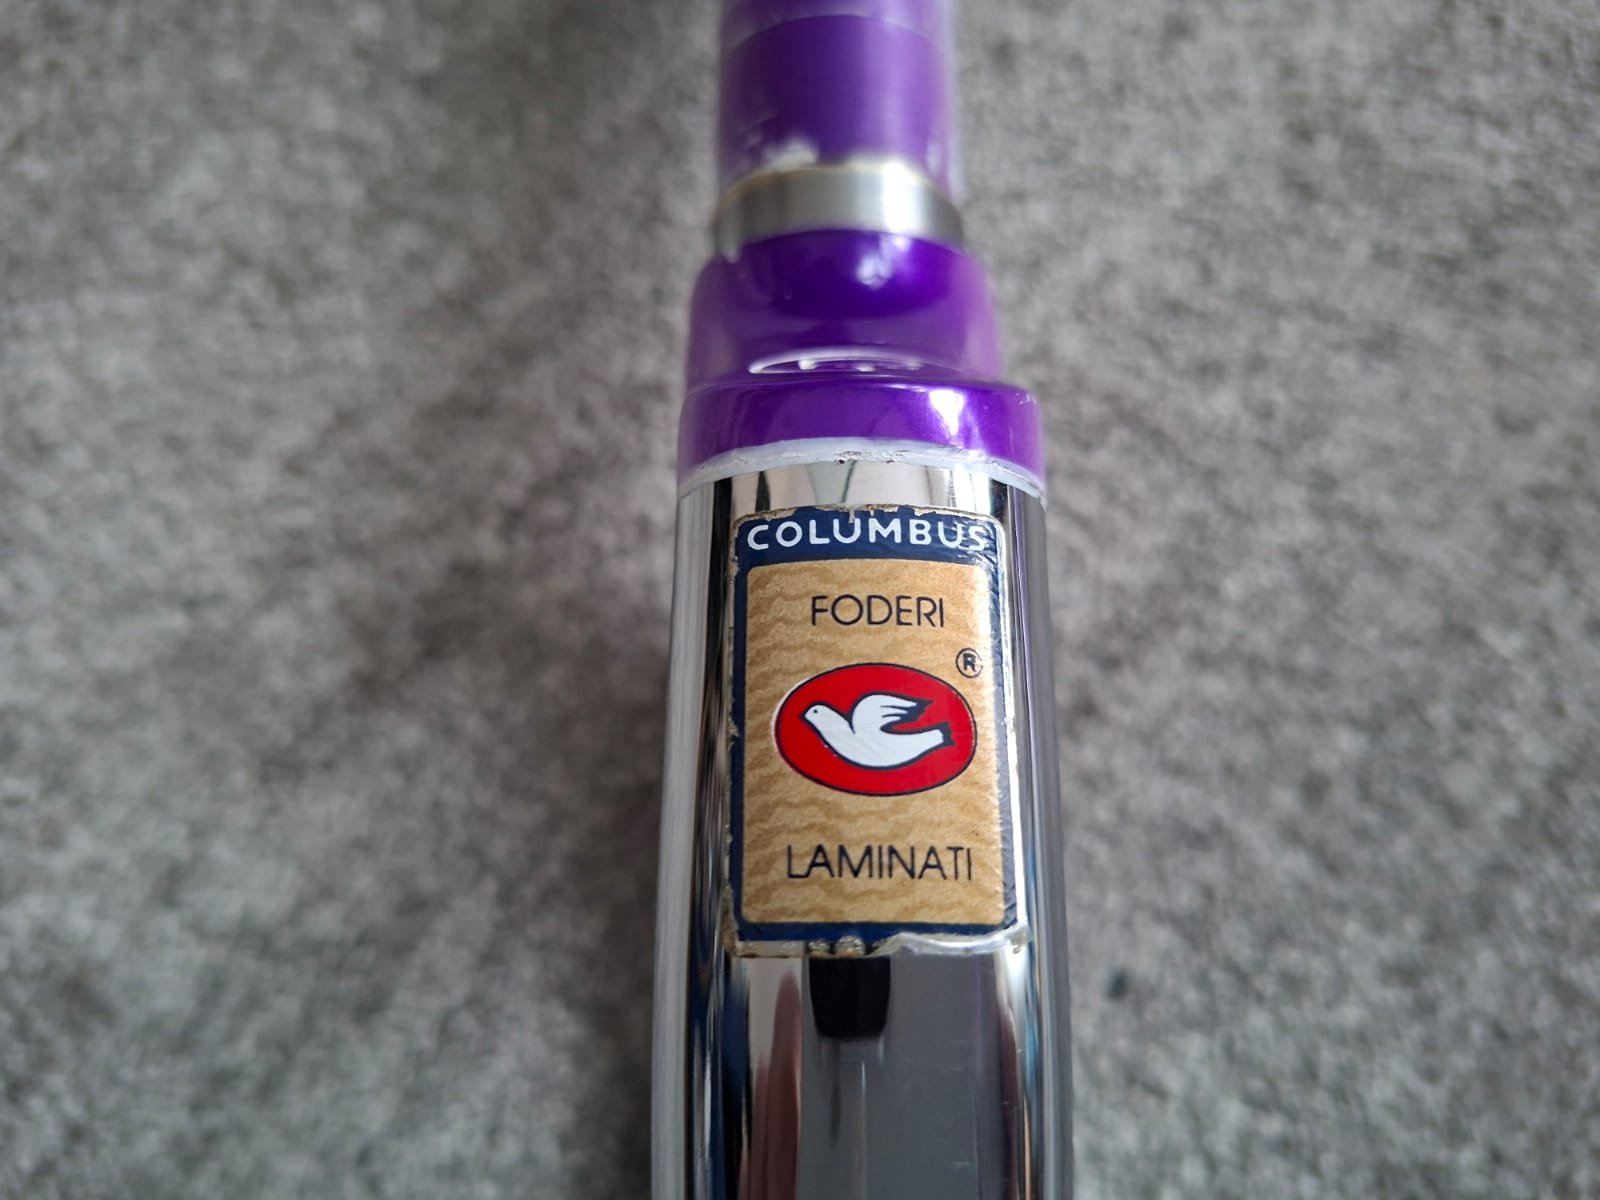 COLUMBUS
FODERI
®
LAMINATI